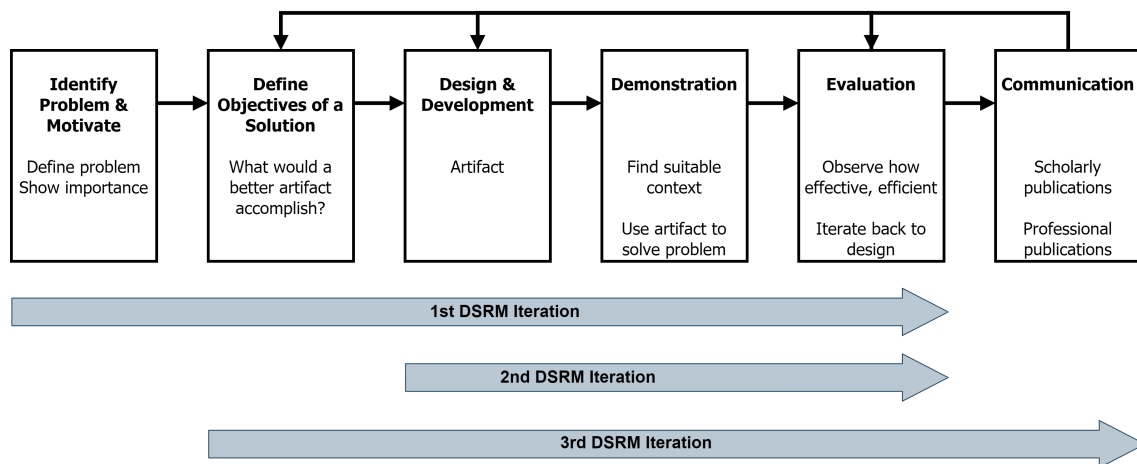 Identify
Problem &
Motivate
Define problem
Show importance
Define
Objectives of a
Solution
What would a
better artifact
accomplish?
Design &
Development
Artifact
Demonstration
Find suitable
context
Use artifact to
solve problem
Evaluation
Observe how
effective, efficient
Iterate back to
design
Communication
Scholarly
publications
Professional
publications
1st DSRM Iteration
2nd DSRM Iteration
3rd DSRM Iteration